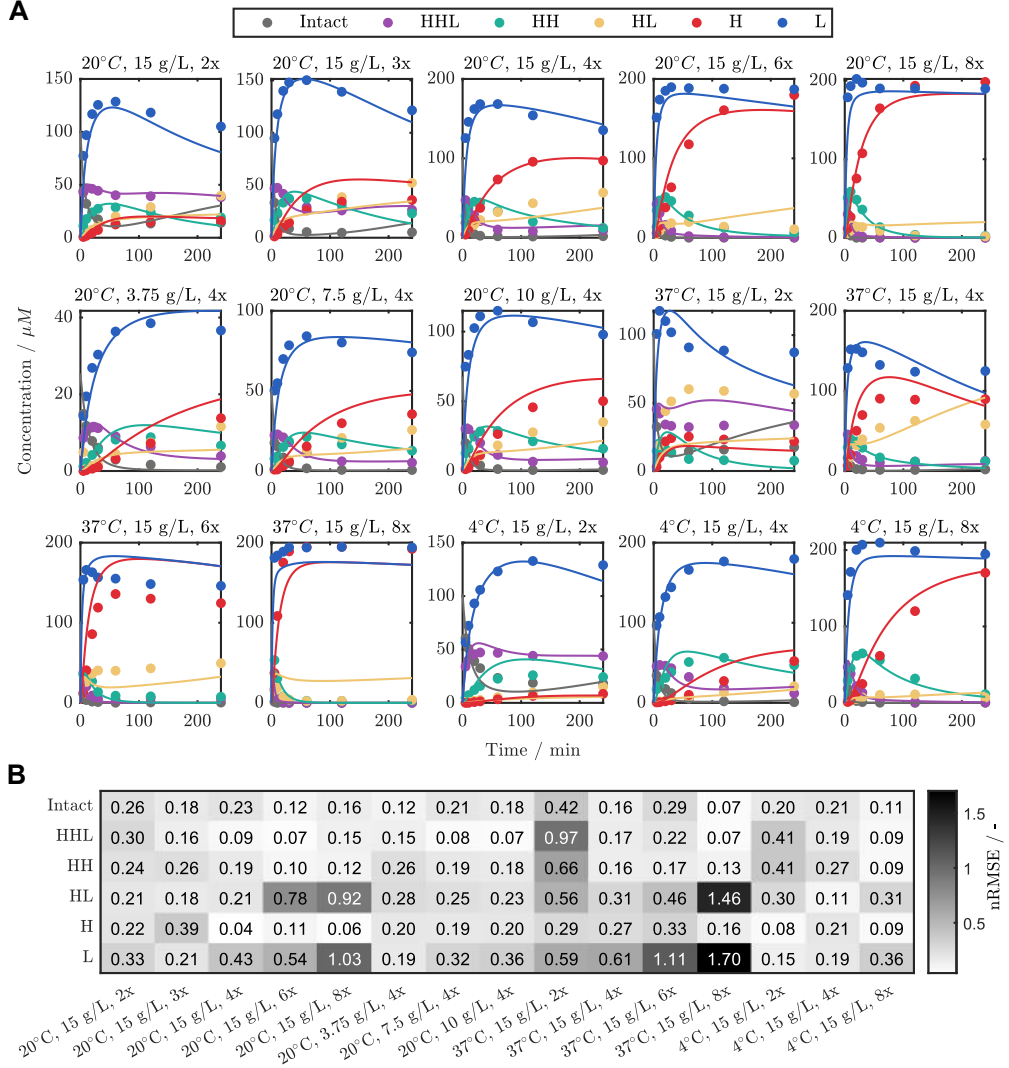 A
Intact HHL HH HL H L
20°C, 15 g/L, 2x 20°C, 15 g/L, 3x 20°C, 15 g/L, 4x 20°C, 15 g/L, 6x 20°C, 15 g/L, 8x
150 150 200 200 200
100 100 100 100 100
50 50
0 0 0 0 0
0 100 200 0 100 200 0 100 200 0 100 200 0 100 200
20°C, 3.75 g/L, 4x 20°C, 7.5 g/L, 4x 20°C, 10 g/L, 4x 37°C, 15 g/L, 2x 37°C, 15 g/L, 4x
40 100 100 100 200
20 50 50 50 100
0 0 0 0 0
0 100 200 0 100 200 0 100 200 0 100 200 0 100 200
Concentration / μM
37°C, 15 g/L, 6x 37°C, 15 g/L, 8x 4°C, 15 g/L, 2x 4°C, 15 g/L, 4x 4°C, 15 g/L, 8x
200 200 150 200 200
100 100 100 100 100
50
0 0 0 0 0
0 100 200 0 100 200 0 100 200 0 100 200 0 100 200
Time / min
B
Intact 0.26 0.18 0.23 0.12 0.16 0.12 0.21 0.18 0.42 0.16 0.29 0.07 0.20 0.21 0.11
HHL 0.30 0.16 0.09 0.07 0.15 0.15 0.08 0.07 0.97 0.17 0.22 0.07 0.41 0.19 0.09
HH 0.24 0.26 0.19 0.10 0.12 0.26 0.19 0.18 0.66 0.16 0.17 0.13 0.41 0.27 0.09
HL 0.21 0.18 0.21 0.78 0.92 0.28 0.25 0.23 0.56 0.31 0.46 1.46 0.30 0.11 0.31
H 0.22 0.39 0.04 0.11 0.06 0.20 0.19 0.20 0.29 0.27 0.33 0.16 0.08 0.21 0.09
L 0.33 0.21 0.43 0.54 1.03 0.19 0.32 0.36 0.59 0.61 1.11 1.70 0.15 0.19 0.36
20°C, 15 g/L, 2x
20°C, 15 g/L, 3x
20°C, 15 g/L, 4x
20°C, 15 g/L, 6x
20°C, 15 g/L, 8x
20°C, 3.75 g/L, 4x
20°C, 7.5 g/L, 4x
20°C, 10 g/L, 4x
37°C, 15 g/L, 2x
37°C, 15 g/L, 4x
37°C, 15 g/L, 6x
37°C, 15 g/L, 8x
4°C, 15 g/L, 2x
4°C, 15 g/L, 4x
4°C, 15 g/L, 8x
1.5
1
0.5
nRMSE / -